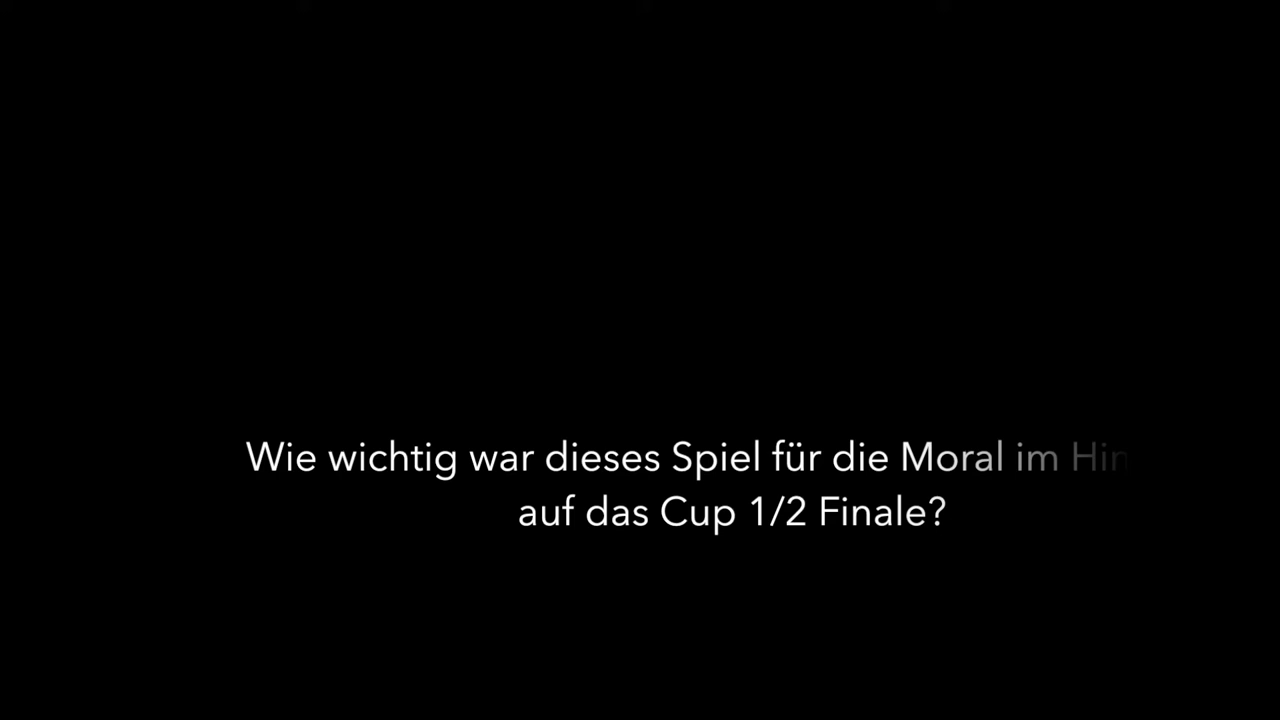 Wie wichtig war dieses Spiel für die Moral im
auf das Cup 1/2 Finale?